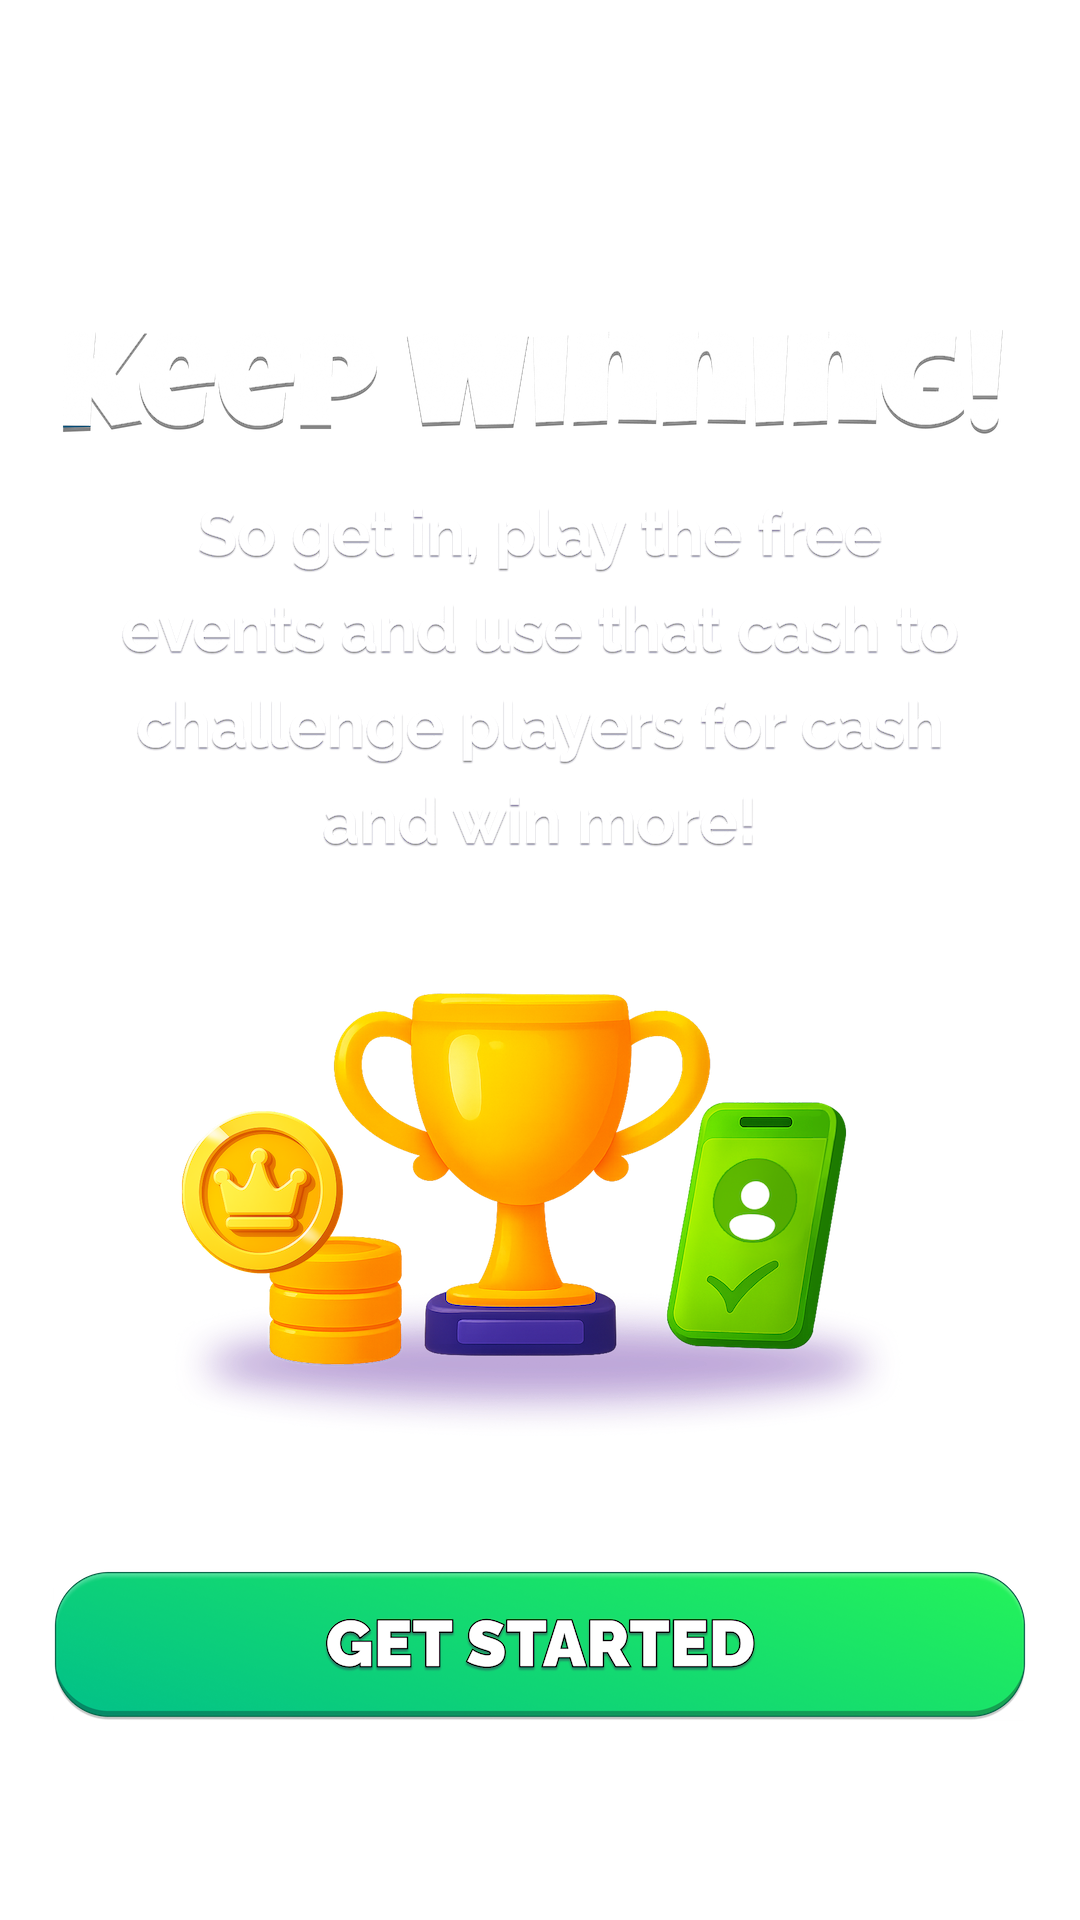 Keep Winning!
So get in, play the free
events and use that cash to
challenge players for cash
and win more!
GET STARTED